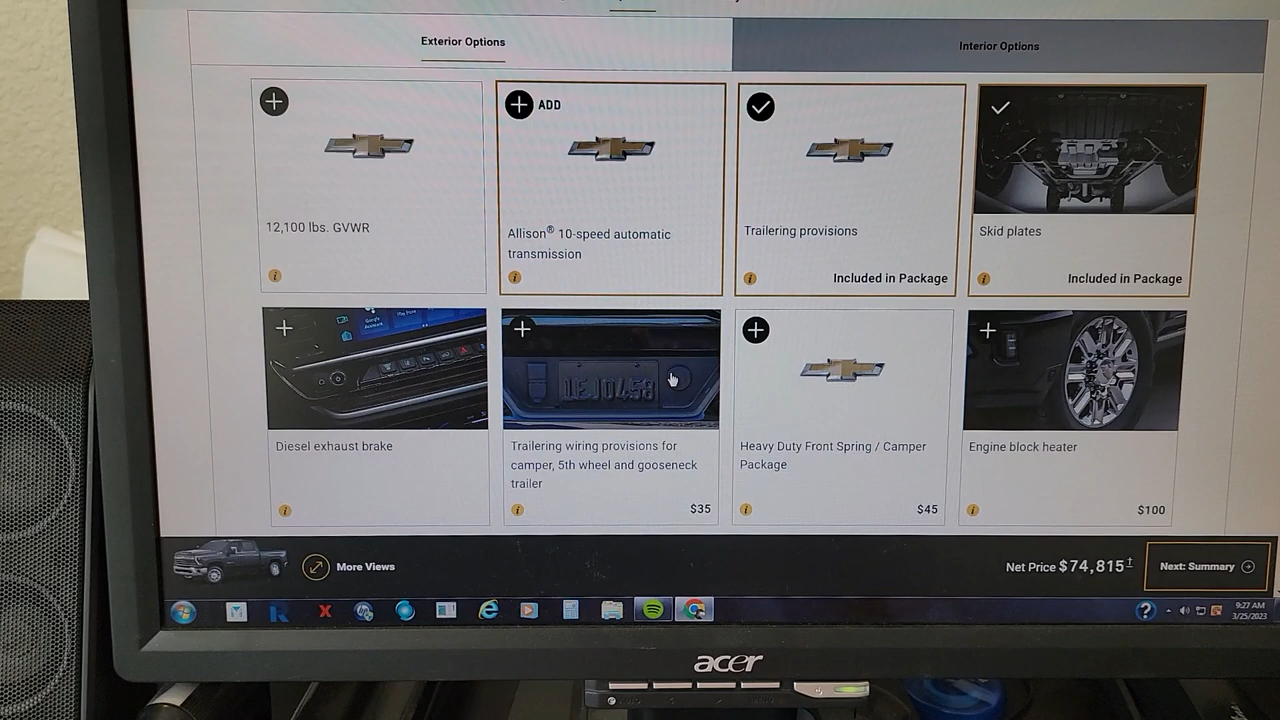 Exterior Options
Interior Options
ADD
12,100 lbs. GVWR
Allison® 10-speed automatic
transmission
Trailering provisions
Included in Package
Skid plates
Included in Package
Diesel exhaust brake
1EJ0458
Trailering wiring provisions for
camper, 5th wheel and gooseneck
trailer
$35
Heavy Duty Front Spring / Camper
Package
$45
Engine block heater
$100
More Views
Net Price $74,815†
Next: Summary
9:27 AM
3/25/2023
acer